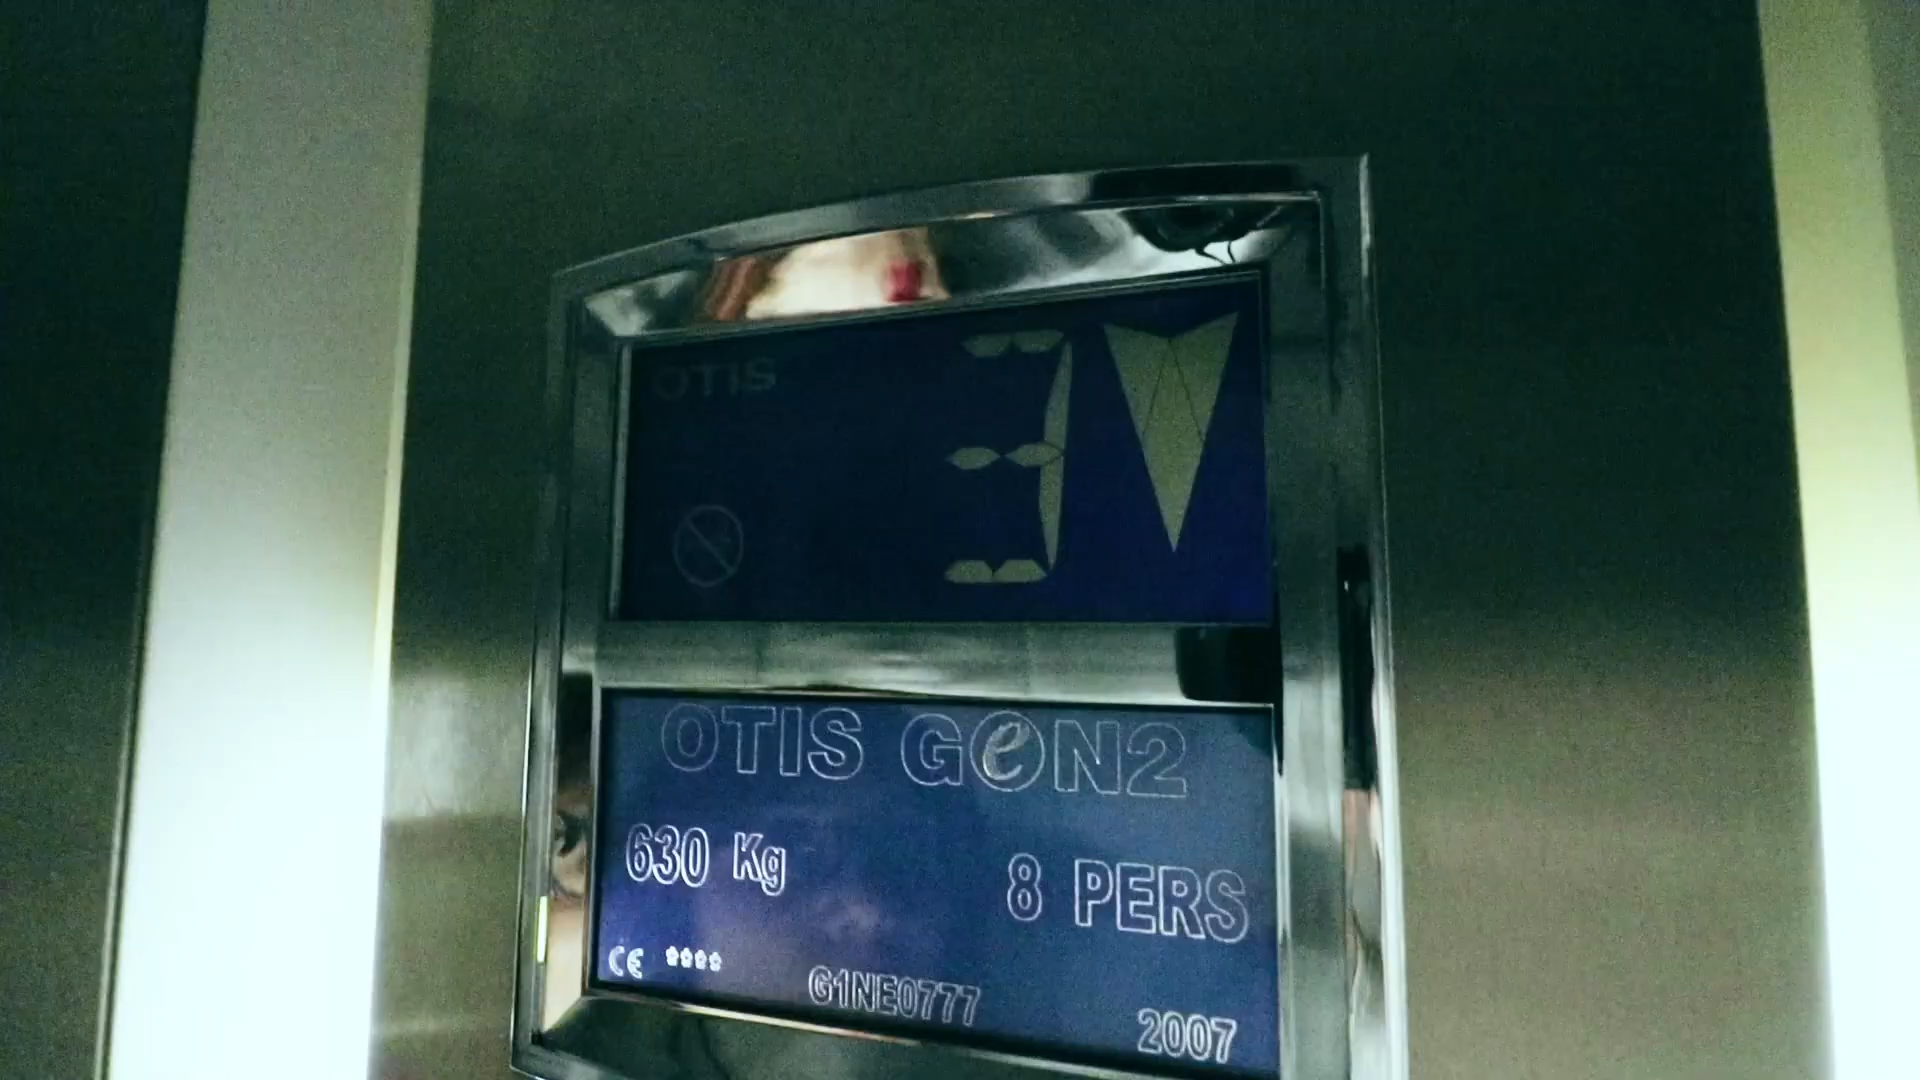 OTIS
3
OTIS GeN2
630 Kg
8 PERS
CE ****
G1NE0777
2007